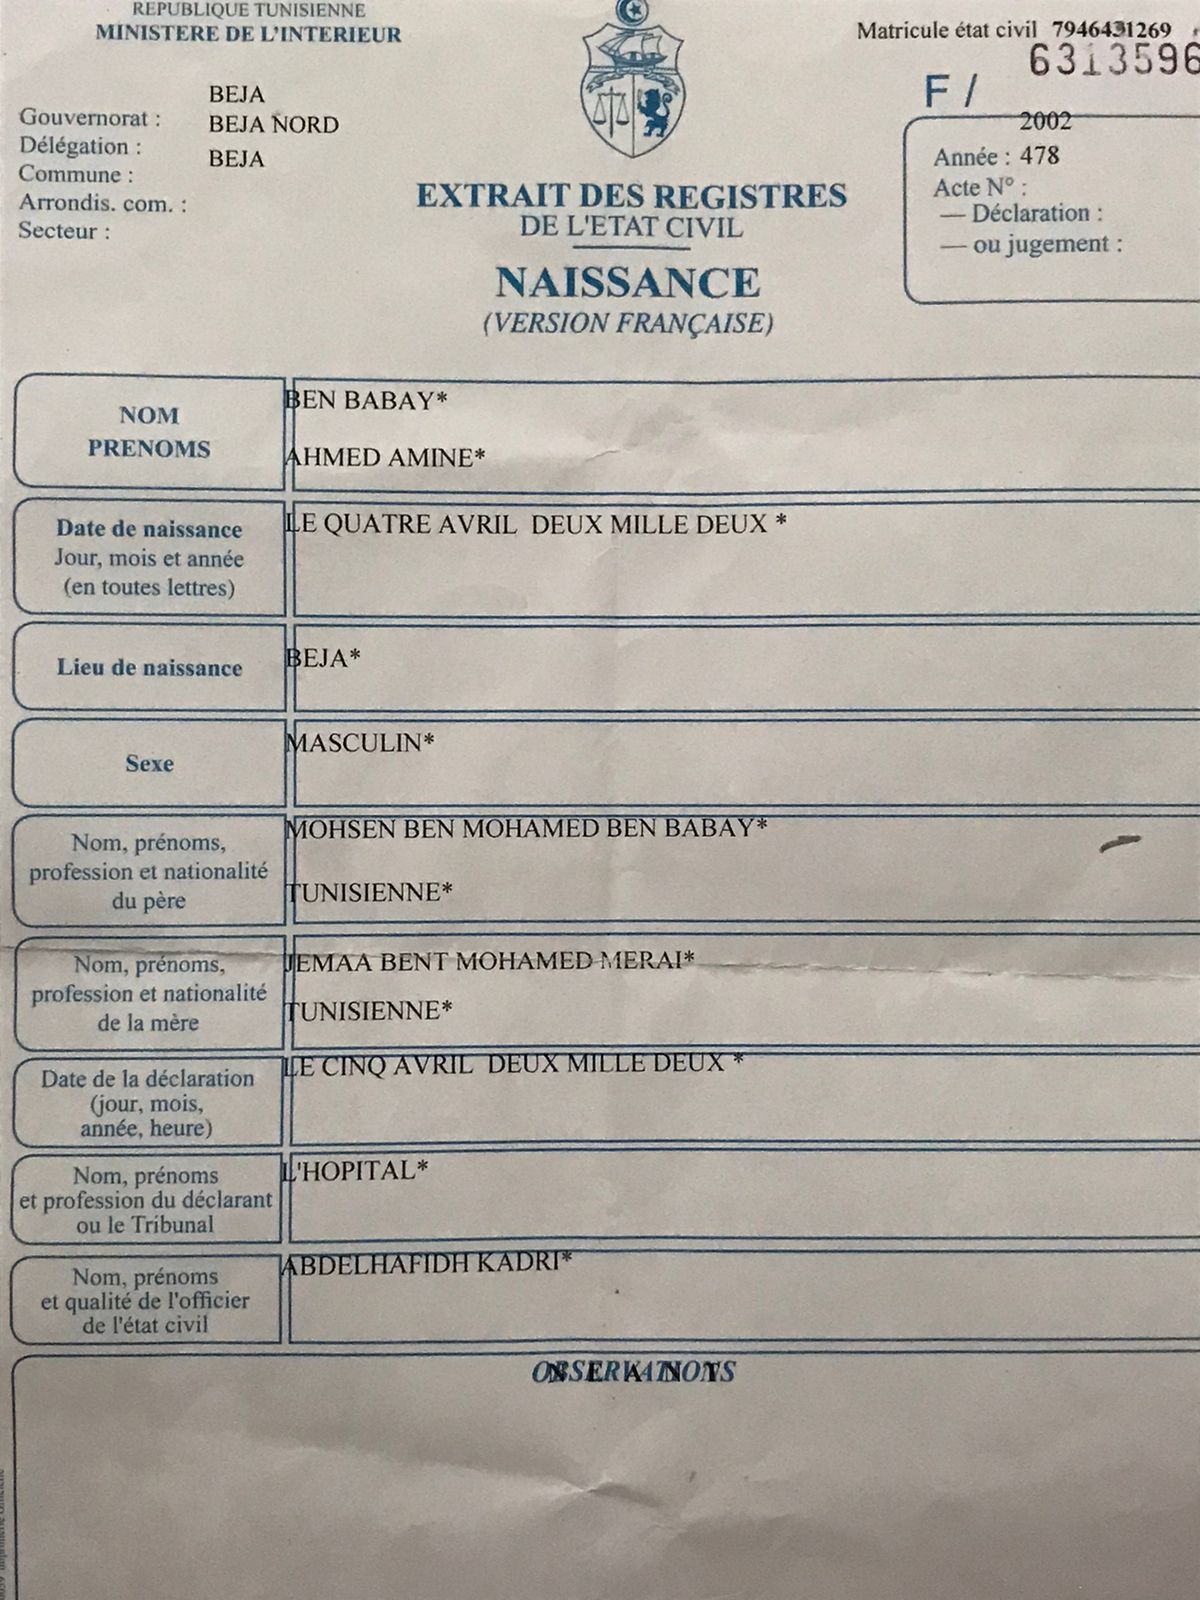 REPUBLIQUE TUNISIENNE
MINISTERE DE L'INTERIEUR
Matricule état civil 7946431269
6313596
F /
BEJA
Gouvernorat :
BEJA NORD
Délégation :
BEJA
Commune :
Arrondis. com. :
Secteur :
2002
Année : 478
Acte N° :
— Déclaration :
— ou jugement :
EXTRAIT DES REGISTRES
DE L'ETAT CIVIL
NAISSANCE
(VERSION FRANÇAISE)
NOM
PRENOMS
BEN BABAY*
AHMED AMINE*
Date de naissance
Jour, mois et année
(en toutes lettres)
LE QUATRE AVRIL DEUX MILLE DEUX *
Lieu de naissance
BEJA*
Sexe
MASCULIN*
Nom, prénoms,
profession et nationalité
du père
MOHSEN BEN MOHAMED BEN BABAY*
TUNISIENNE*
Nom, prénoms,
profession et nationalité
de la mère
JEMAA BENT MOHAMED MERAI*
TUNISIENNE*
Date de la déclaration
(jour, mois,
année, heure)
LE CINQ AVRIL DEUX MILLE DEUX *
Nom, prénoms
et profession du déclarant
ou le Tribunal
L'HOPITAL*
Nom, prénoms
et qualité de l'officier
de l'état civil
ABDELHAFIDH KADRI*
OBSERVATIONS
N E A N T